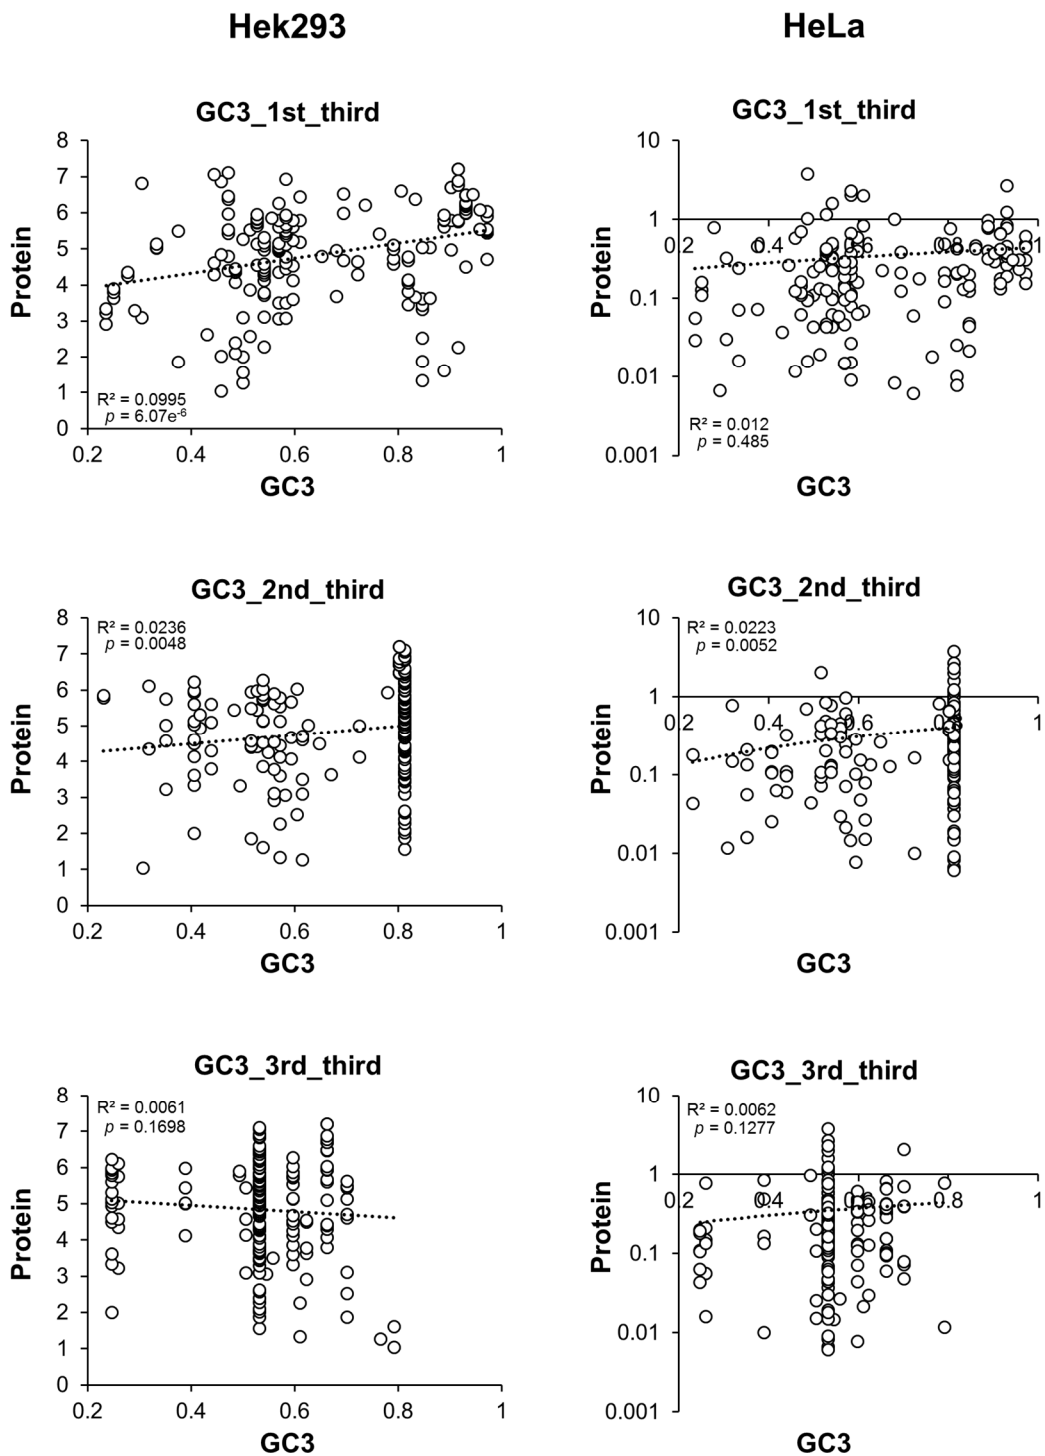 Hek293
HeLa
GC3_1st_third
8
7
6
5
4
3
2
1
0
Protein
R² = 0.0995
p = 6.07e-6
0.2 0.4 0.6 0.8 1
GC3
GC3_1st_third
10
1
0.1
0.01
0.001
Protein
0.2 0.4 0.6 0.8 1
R² = 0.012
p = 0.485
GC3
GC3_2nd_third
8
7
6
5
4
3
2
1
0
Protein
R² = 0.0236
p = 0.0048
0.2 0.4 0.6 0.8 1
GC3
GC3_2nd_third
10
1
0.1
0.01
0.001
Protein
R² = 0.0223
p = 0.0052
0.2 0.4 0.6 0.8 1
GC3
GC3_3rd_third
8
7
6
5
4
3
2
1
0
Protein
R² = 0.0061
p = 0.1698
0.2 0.4 0.6 0.8 1
GC3
GC3_3rd_third
10
1
0.1
0.01
0.001
Protein
R² = 0.0062
p = 0.1277
0.2 0.4 0.6 0.8 1
GC3